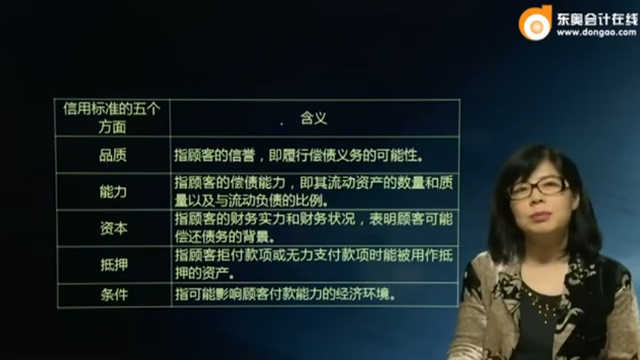 东奥会计在线
www.dongao.com
信用标准的五个
方面
. 含义
品质
指顾客的信誉，即履行偿债义务的可能性。
能力
指顾客的偿债能力，即其流动资产的数量和质
量以及与流动负债的比例。
资本
指顾客的财务实力和财务状况，表明顾客可能
偿还债务的背景。
抵押
指顾客拒付款项或无力支付款项时能被用作抵
押的资产。
条件
指可能影响顾客付款能力的经济环境。